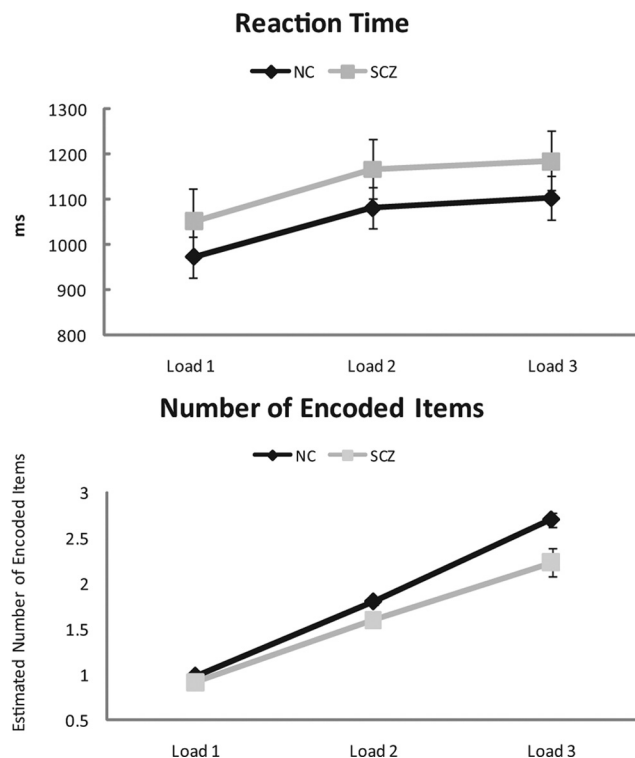 Reaction Time
NC SCZ
1300
1200
1100
1000
900
800
ms
Load 1 Load 2 Load 3
Number of Encoded Items
NC SCZ
3
2.5
2
1.5
1
0.5
Estimated Number of Encoded Items
Load 1 Load 2 Load 3